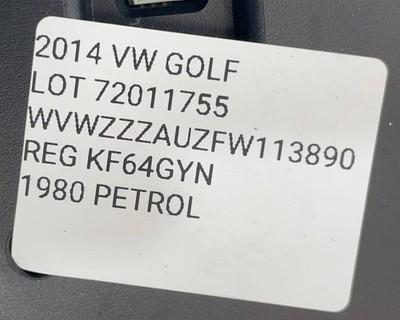 2014 VW GOLF
LOT 72011755
WVWZZZAUZFW113890
REG KF64GYN
1980 PETROL